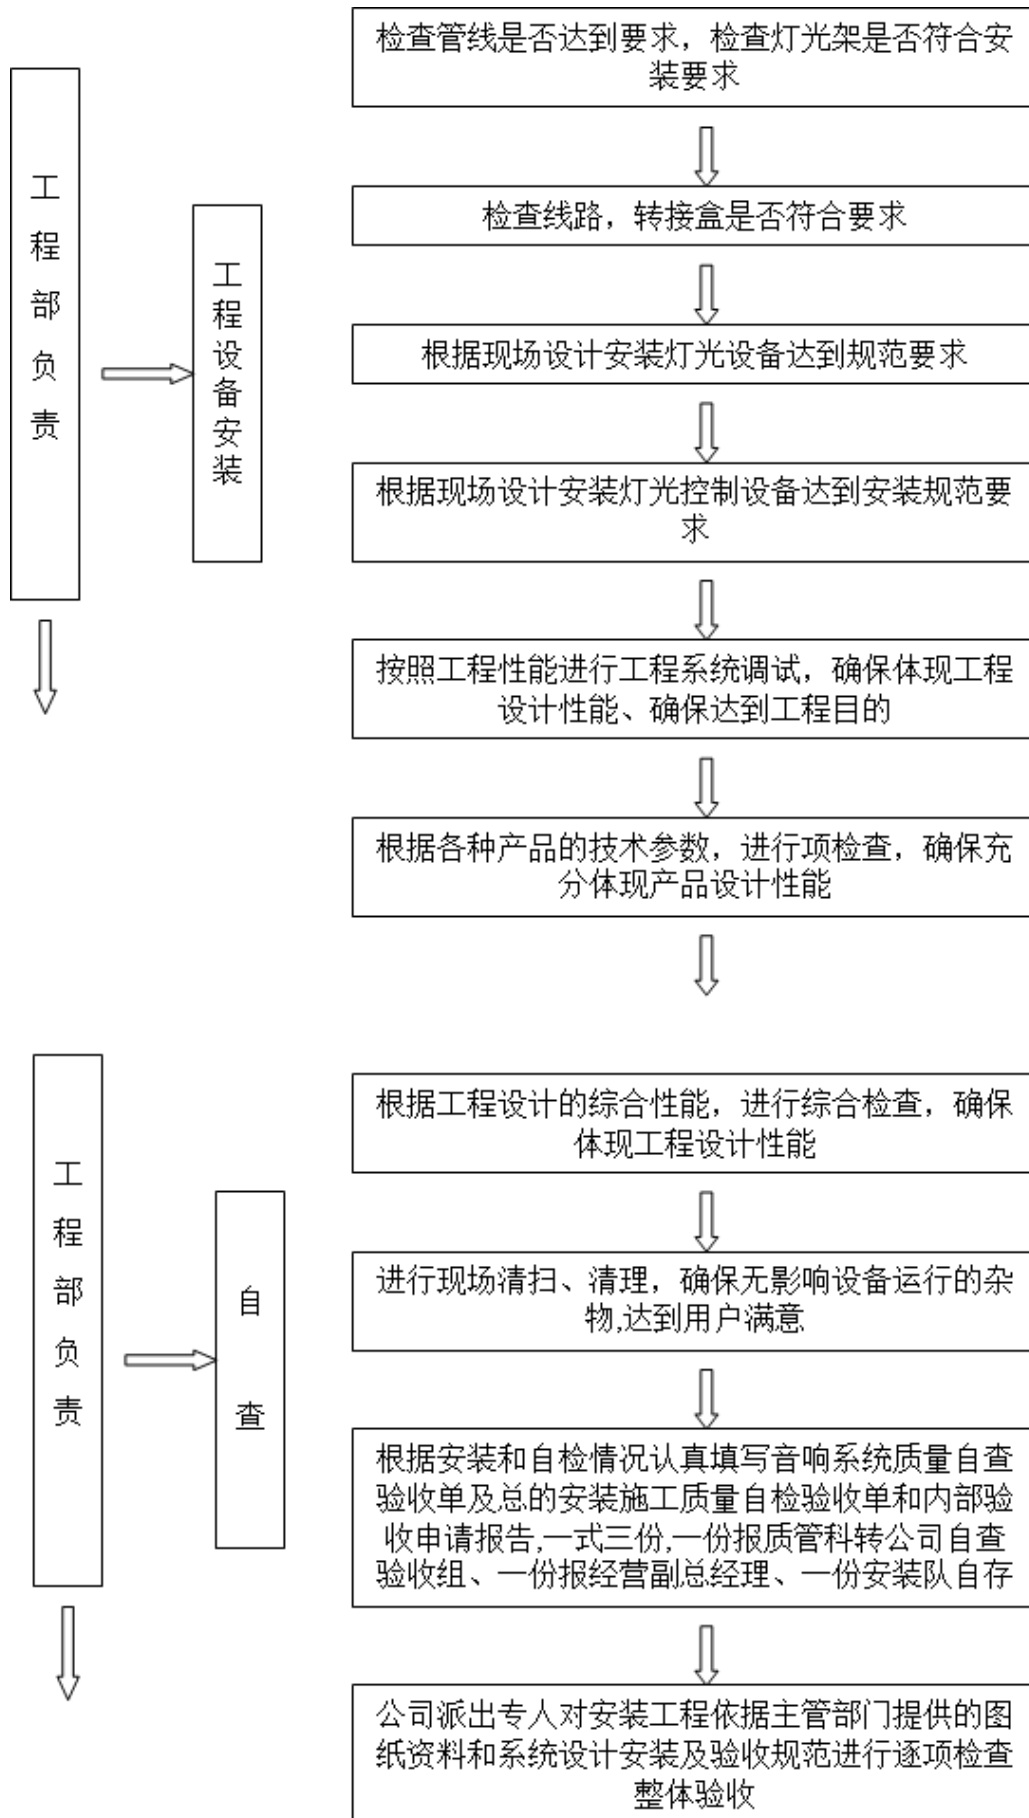 检查管线是否达到要求，检查灯光架是否符合安
装要求
工程部负责
工程设备安装
检查线路，转接盒是否符合要求
根据现场设计安装灯光设备达到规范要求
根据现场设计安装灯光控制设备达到安装规范要
求
按照工程性能进行工程系统调试，确保体现工程
设计性能、确保达到工程目的
根据各种产品的技术参数，进行项检查，确保充
分体现产品设计性能
工程部负责
自查
根据工程设计的综合性能，进行综合检查，确保
体现工程设计性能
进行现场清扫、清理，确保无影响设备运行的杂
物,达到用户满意
根据安装和自检情况认真填写音响系统质量自查
验收单及总的安装施工质量自检验收单和内部验
收申请报告,一式三份,一份报质管科转公司自查
验收组、一份报经营副总经理、一份安装队自存
公司派出专人对安装工程依据主管部门提供的图
纸资料和系统设计安装及验收规范进行逐项检查
整体验收